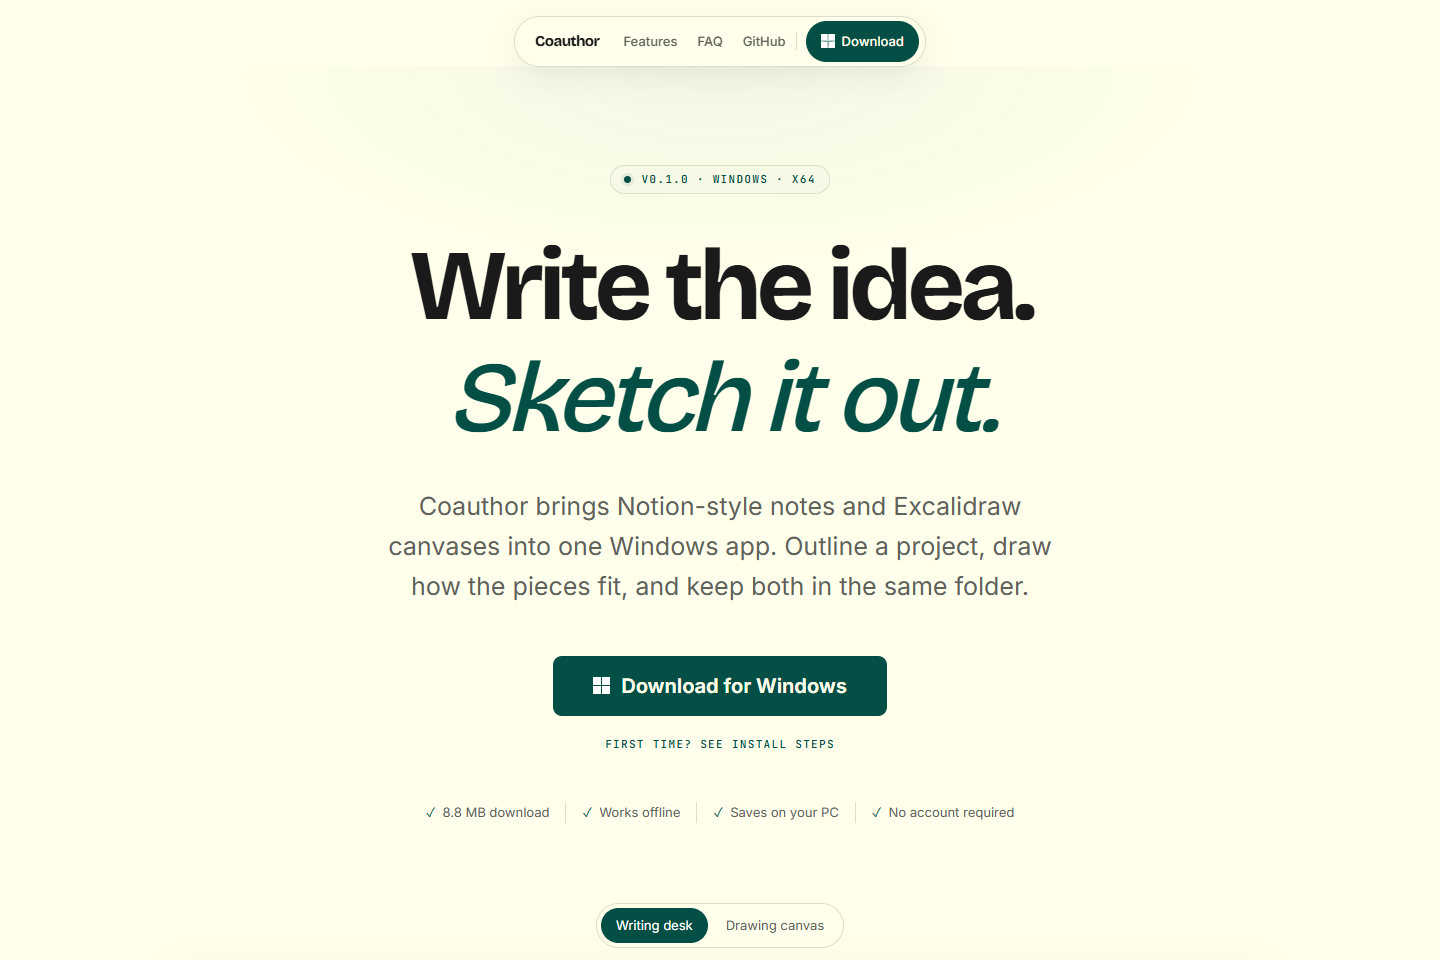 Coauthor Features FAQ GitHub Download
V0.1.0 · WINDOWS · X64
Write the idea.
Sketch it out.
Coauthor brings Notion-style notes and Excalidraw
canvases into one Windows app. Outline a project, draw
how the pieces fit, and keep both in the same folder.
Download for Windows
FIRST TIME? SEE INSTALL STEPS
✓ 8.8 MB download ✓ Works offline ✓ Saves on your PC ✓ No account required
Writing desk Drawing canvas